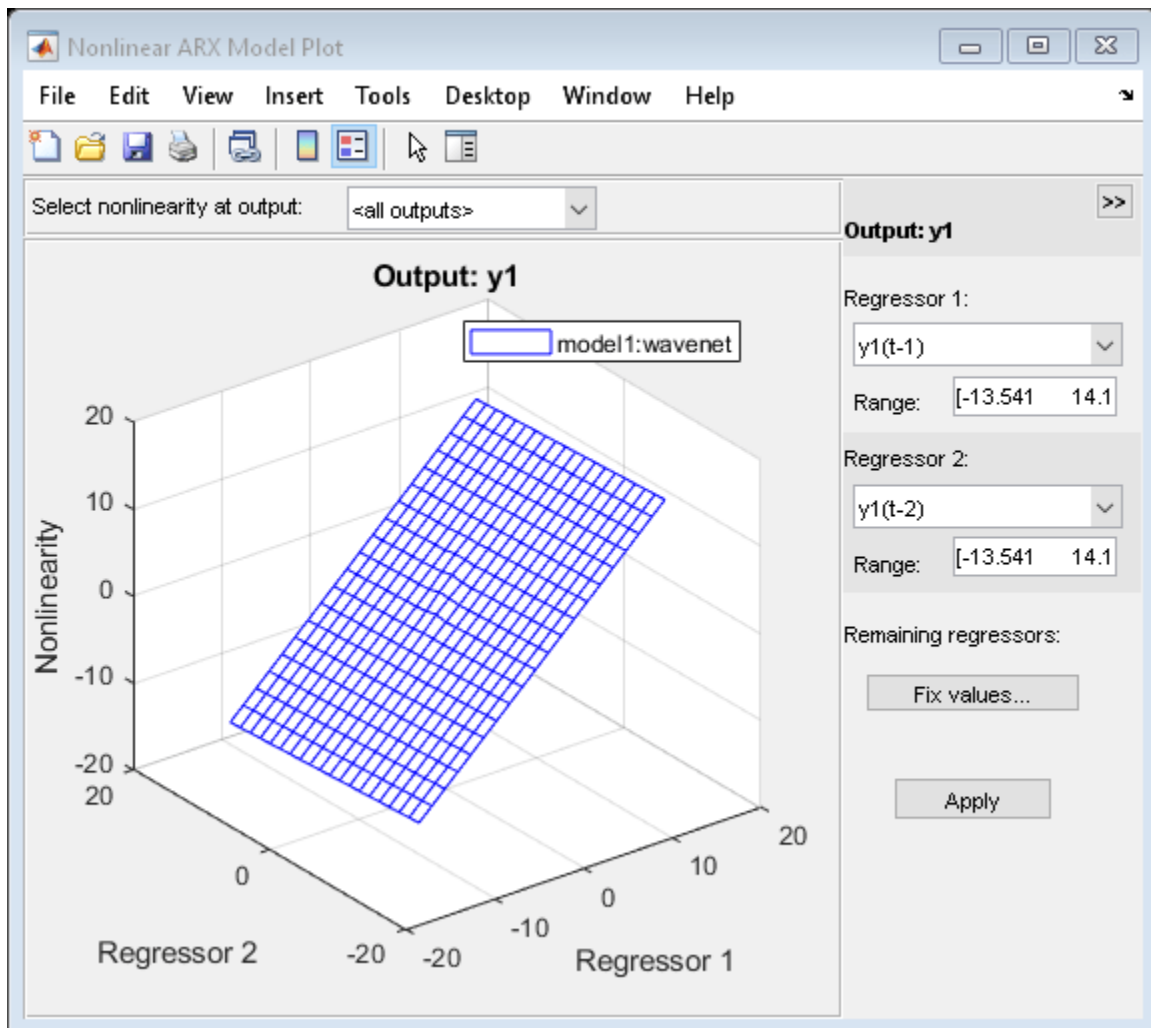 Nonlinear ARX Model Plot
File Edit View Insert Tools Desktop Window Help
Select nonlinearity at output: <all outputs>
>>
Output: y1
Output: y1
model1:wavenet
Nonlinearity
20
10
0
-10
-20
20
0
-20
Regressor 2
-20
-10
0
10
20
Regressor 1
Regressor 1:
y1(t-1)
Range: [-13.541 14.1
Regressor 2:
y1(t-2)
Range: [-13.541 14.1
Remaining regressors:
Fix values...
Apply